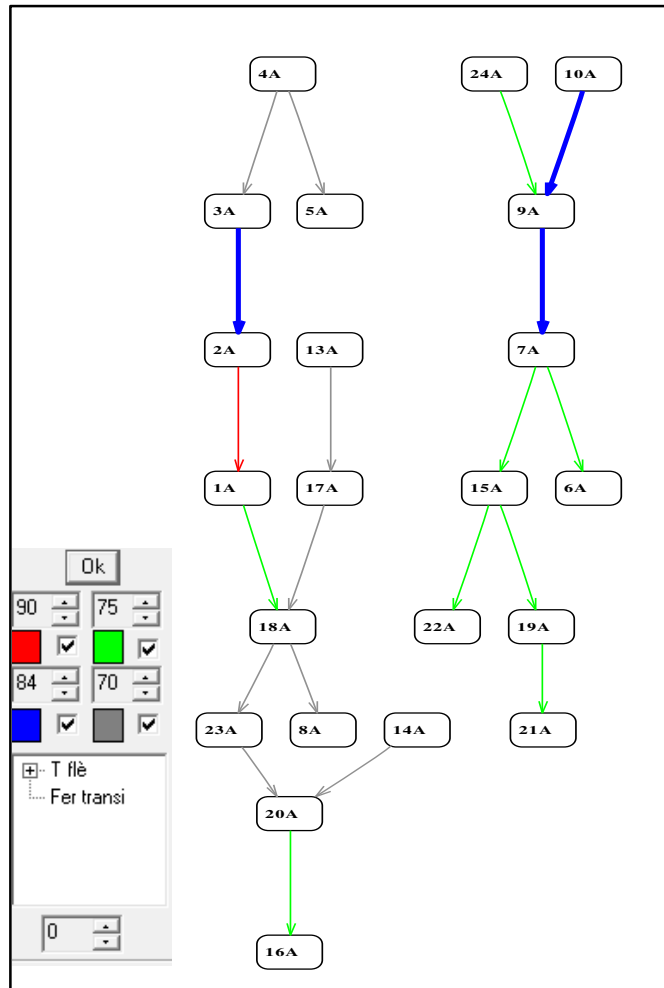 4A 24A 10A
3A 5A 9A
2A 13A 7A
1A 17A 15A 6A
Ok
90 75
18A 22A 19A
84 70
23A 8A 14A 21A
T flè
Fer transi
20A
0
16A